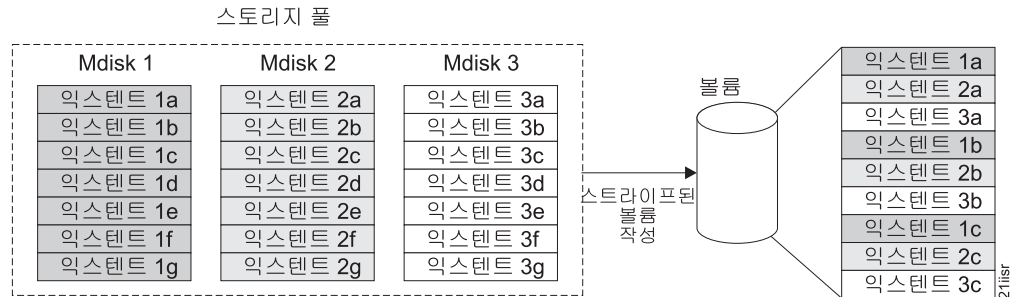 스토리지 풀
Mdisk 1
익스텐트 1a
익스텐트 1b
익스텐트 1c
익스텐트 1d
익스텐트 1e
익스텐트 1f
익스텐트 1g
Mdisk 2
익스텐트 2a
익스텐트 2b
익스텐트 2c
익스텐트 2d
익스텐트 2e
익스텐트 2f
익스텐트 2g
Mdisk 3
익스텐트 3a
익스텐트 3b
익스텐트 3c
익스텐트 3d
익스텐트 3e
익스텐트 3f
익스텐트 3g
스트라이프된
볼륨
작성
볼륨
익스텐트 1a
익스텐트 2a
익스텐트 3a
익스텐트 1b
익스텐트 2b
익스텐트 3b
익스텐트 1c
익스텐트 2c
익스텐트 3c
21iisr